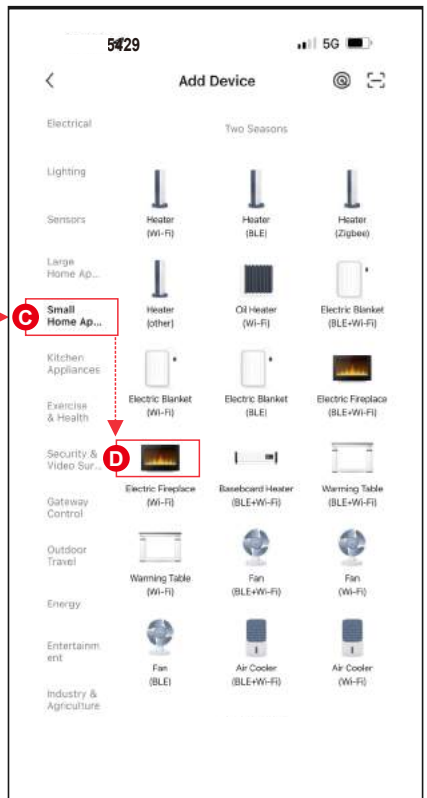 5G
Add Device
Electrical
Two Seasons
Lighting
Sensors
Heater
(Wi-Fi)
Heater
(BLE)
Heater
(Zigbee)
Large
Home Ap...
C
Small
Home Ap...
Heater
(other)
Oil Heater
(Wi-Fi)
Electric Blanket
(BLE+Wi-Fi)
Kitchen
Appliances
Electric Blanket
(Wi-Fi)
Electric Blanket
(BLE)
Electric Fireplace
(BLE+Wi-Fi)
Exercise
& Health
Security &
Video Sur...
D
Electric Fireplace
(Wi-Fi)
Baseboard Heater
(BLE+Wi-Fi)
Warming Table
(BLE+Wi-Fi)
Gateway
Control
Outdoor
Travel
Warming Table
(Wi-Fi)
Fan
(BLE+Wi-Fi)
Fan
(Wi-Fi)
Energy
Entertainm
ent
Fan
(BLE)
Air Cooler
(BLE+Wi-Fi)
Air Cooler
(Wi-Fi)
Industry &
Agriculture